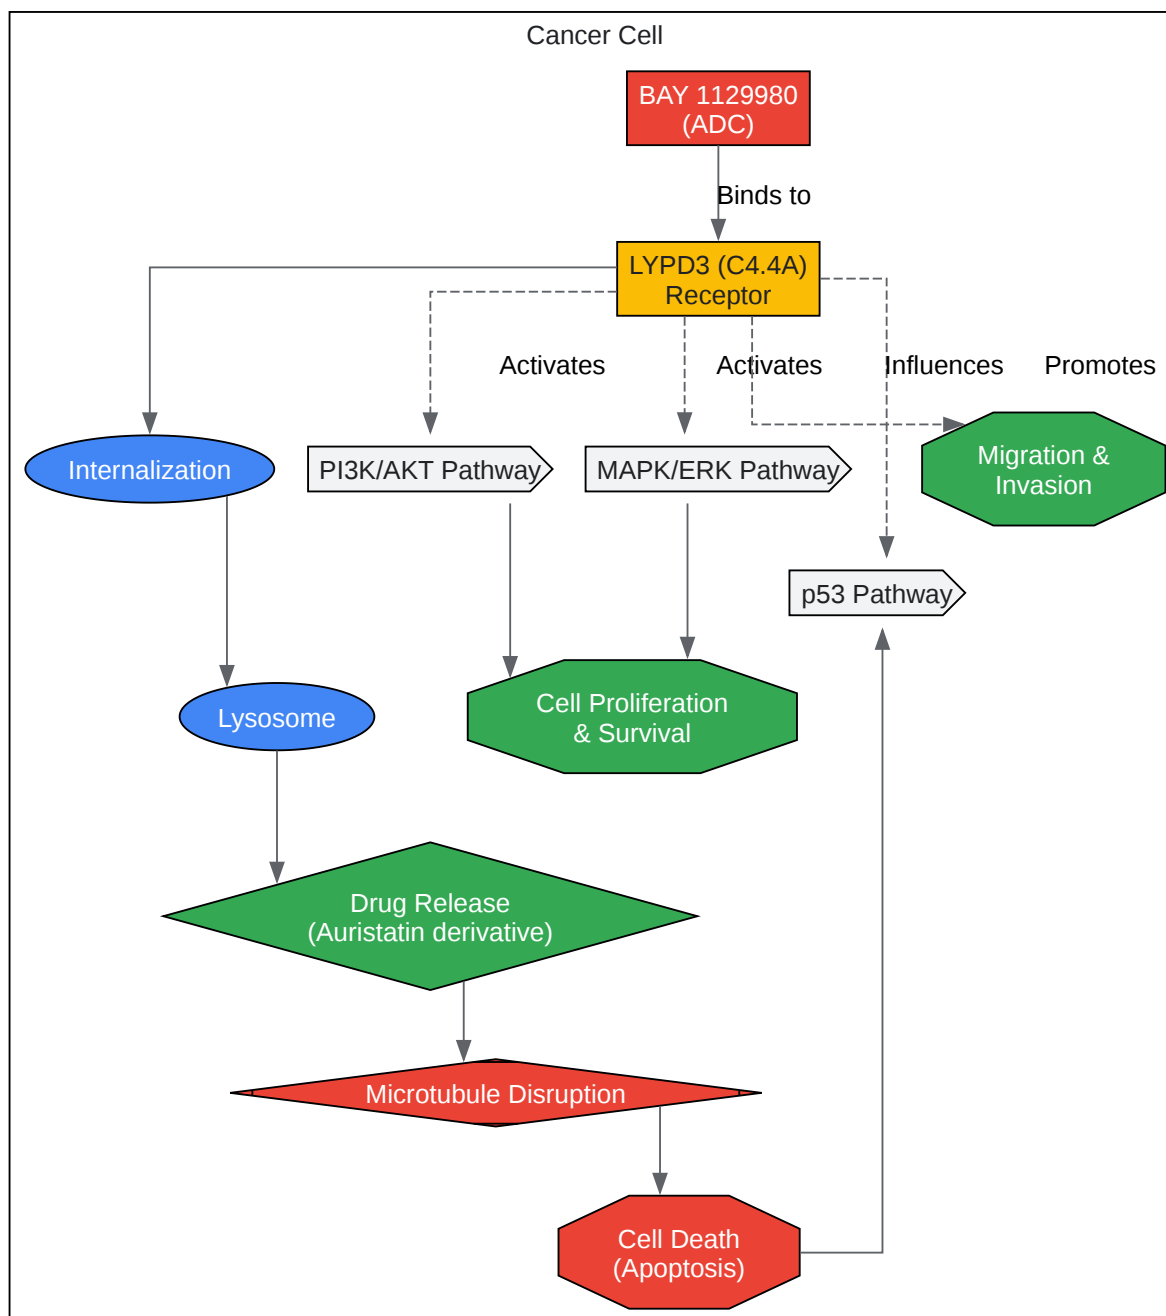 Cancer Cell
BAY 1129980
(ADC)
Binds to
LYPD3 (C4.4A)
Receptor
Activates
Activates
Influences
Promotes
Internalization
PI3K/AKT Pathway
MAPK/ERK Pathway
Migration &
Invasion
p53 Pathway
Lysosome
Cell Proliferation
& Survival
Drug Release
(Auristatin derivative)
Microtubule Disruption
Cell Death
(Apoptosis)